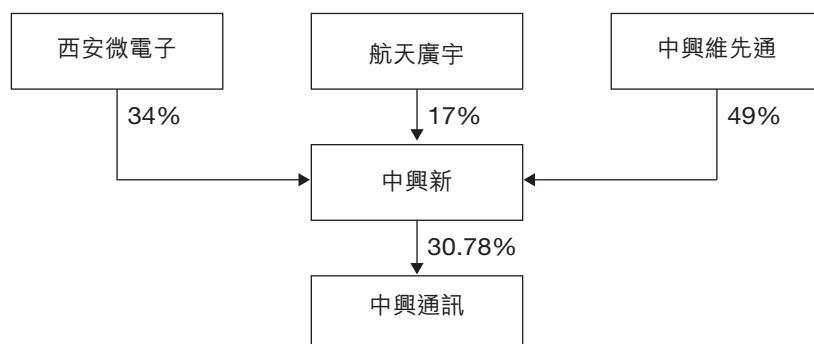 西安微電子
航天廣宇
中興維先通
34%
17%
49%
中興新
30.78%
中興通訊